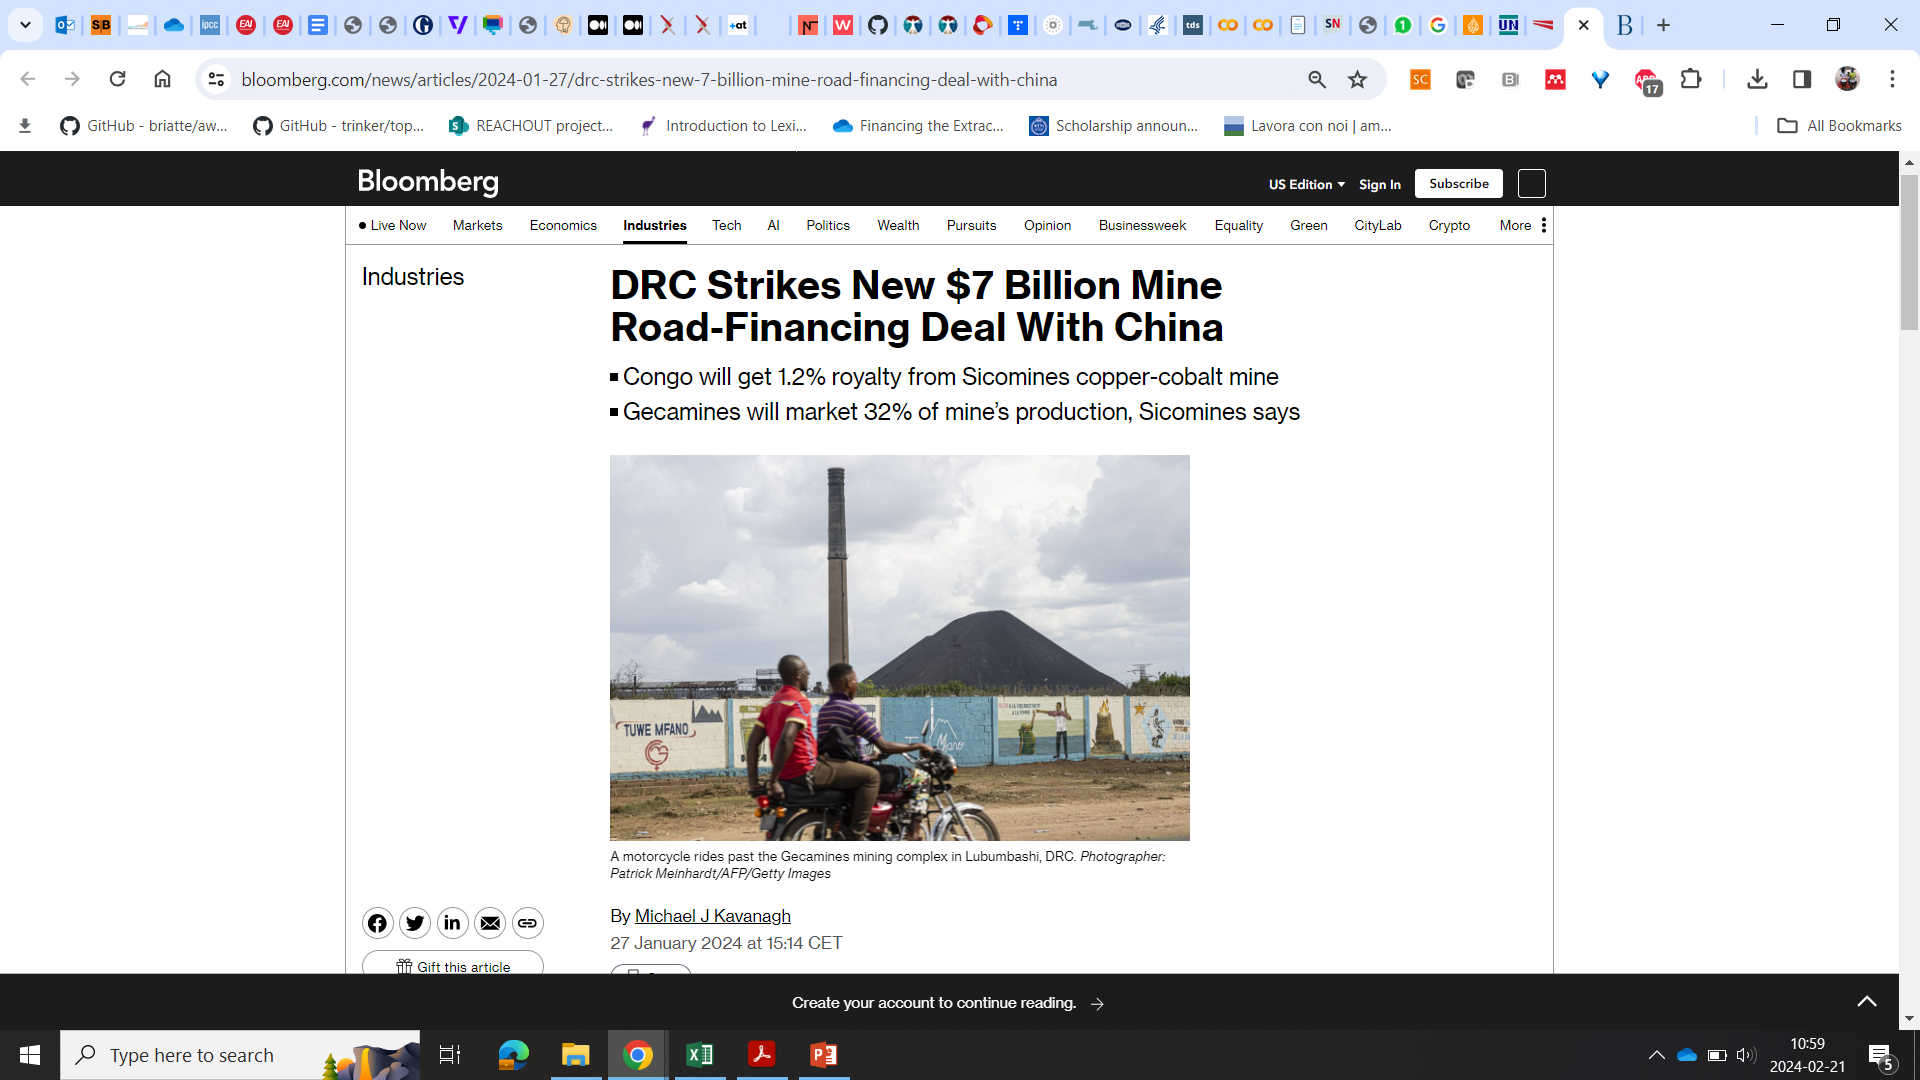 bloomberg.com/news/articles/2024-01-27/drc-strikes-new-7-billion-mine-road-financing-deal-with-china
17
GitHub - briatte/aw...
GitHub - trinker/top...
REACHOUT project...
Introduction to Lexi...
Financing the Extrac...
Scholarship announ...
Lavora con noi | am...
All Bookmarks
Bloomberg
US Edition
Sign In
Subscribe
Live Now
Markets
Economics
Industries
Tech
AI
Politics
Wealth
Pursuits
Opinion
Businessweek
Equality
Green
CityLab
Crypto
More
Industries
DRC Strikes New $7 Billion Mine
Road-Financing Deal With China
Congo will get 1.2% royalty from Sicomines copper-cobalt mine
Gecamines will market 32% of mine’s production, Sicomines says
TUWE MFANO
A motorcycle rides past the Gecamines mining complex in Lubumbashi, DRC. Photographer:
Patrick Meinhardt/AFP/Getty Images
By Michael J Kavanagh
27 January 2024 at 15:14 CET
Gift this article
Create your account to continue reading.
Type here to search
10:59
2024-02-21
5